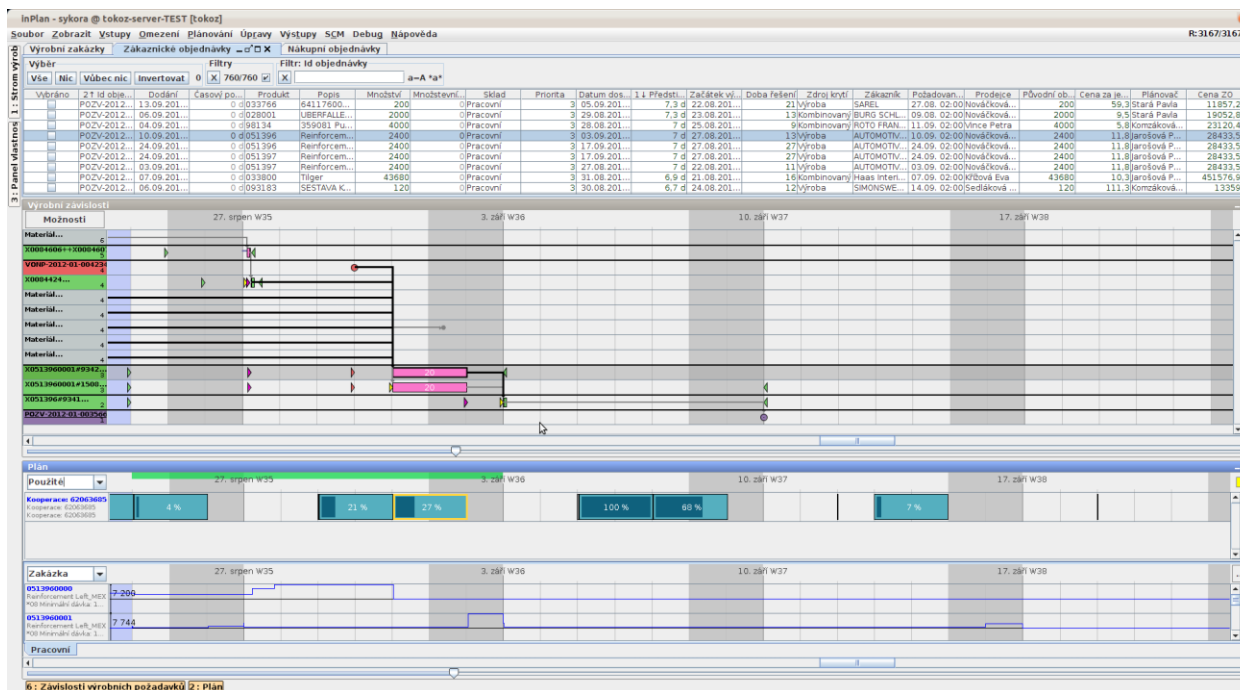 inPlan - sykora @ tokoz-server-TEST [tokoz]
Soubor Zobrazit Vstupy Omezení Plánování Úpravy Výstupy SCM Debug Nápověda R:3167/3167
Výrobní zakázky Zákaznické objednávky Nákupní objednávky
Výběr Filtry Filtr: Id objednávky
Vše Nic Vůbec nic Invertovat 0 X 760/760 X a~A *a*
1 : Strom výrob
3 : Panel vlastnos
Vybráno 2↑ Id obje... Dodání Časový po... Produkt Popis Množství Množstevní... Sklad Priorita Datum dos... 1↓ Předsti... Začátek vý... Doba řešení Zdroj krytí Zákazník Požadovan... Prodejce Původní ob... Cena za je... Plánovač Cena ZO
POZV-2012... 13.09.201... 0 d 033766 64117600... 200 0 Pracovní 3 05.09.201... 7,3 d 22.08.201... 21 Výroba SAREL 27.08. 02:00 Nováčková... 200 59,3 Stará Pavla 11857,2
POZV-2012... 06.09.201... 0 d 028001 UBERFALLE... 2000 0 Pracovní 3 29.08.201... 7,3 d 23.08.201... 13 Kombinovaný BURG SCHL... 09.08. 02:00 Nováčková... 2000 9,5 Stará Pavla 19052,8
POZV-2012... 04.09.201... 0 d 98134 359081 Pu... 4000 0 Pracovní 3 28.08.201... 7 d 25.08.201... 9 Kombinovaný ROTO FRAN... 11.09. 02:00 Vince Petra 4000 5,8 Komzáková... 23120,4
POZV-2012... 10.09.201... 0 d 051396 Reinforcem... 2400 0 Pracovní 3 03.09.201... 7 d 22.08.201... 13 Výroba AUTOMOTIV... 10.09. 02:00 Nováčková... 2400 11,8 Jarošová P... 28433,5
POZV-2012... 24.09.201... 0 d 051396 Reinforcem... 2400 0 Pracovní 3 17.09.201... 7 d 27.08.201... 27 Výroba AUTOMOTIV... 24.09. 02:00 Nováčková... 2400 11,8 Jarošová P... 28433,5
POZV-2012... 24.09.201... 0 d 051397 Reinforcem... 2400 0 Pracovní 3 17.09.201... 7 d 27.08.201... 27 Výroba AUTOMOTIV... 24.09. 02:00 Nováčková... 2400 11,8 Jarošová P... 28433,5
POZV-2012... 03.09.201... 0 d 051397 Reinforcem... 2400 0 Pracovní 3 27.08.201... 7 d 22.08.201... 11 Výroba AUTOMOTIV... 03.09. 02:00 Nováčková... 2400 11,8 Jarošová P... 28433,5
POZV-2012... 07.09.201... 0 d 033800 Tilger 43680 0 Pracovní 3 31.08.201... 6,9 d 21.08.201... 16 Kombinovaný Haas Interi... 07.09. 02:00 Křížová Eva 43680 10,3 Jarošová P... 451576,9
POZV-2012... 06.09.201... 0 d 093183 SESTAVA K... 120 0 Pracovní 3 30.08.201... 6,7 d 24.08.201... 12 Výroba SIMONSWE... 14.09. 02:00 Sedláková... 120 111,3 Komzáková... 13359
Výrobní závislosti
Možnosti 27. srpen W35 3. září W36 10. září W37 17. září W38
Materiál... 6
X0084606++X008460 5
VONP-2012-01-004234 4
X0084424... 4
Materiál... 4
Materiál... 4
Materiál... 4
Materiál... 4
Materiál... 4
X0513960001#9342... 3 20
X0513960001#1500... 3 20
X051396#9341... 2
POZV-2012-01-003566 1
Plán
Použité 27. srpen W35 3. září W36 10. září W37 17. září W38
Kooperace: 62063685 4 % 21 % 27 % 100 % 68 % 7 %
Kooperace: 62063685
Kooperace: 62063685
Zakázka 27. srpen W35 3. září W36 10. září W37 17. září W38
0513960000 7 200
Reinforcement Left_MEX
*00 Minimální dávka: 1...
0513960001 7 744
Reinforcement Left_MEX
*00 Minimální dávka: 1...
Pracovní
6 : Závislosti výrobních požadavků 2 : Plán